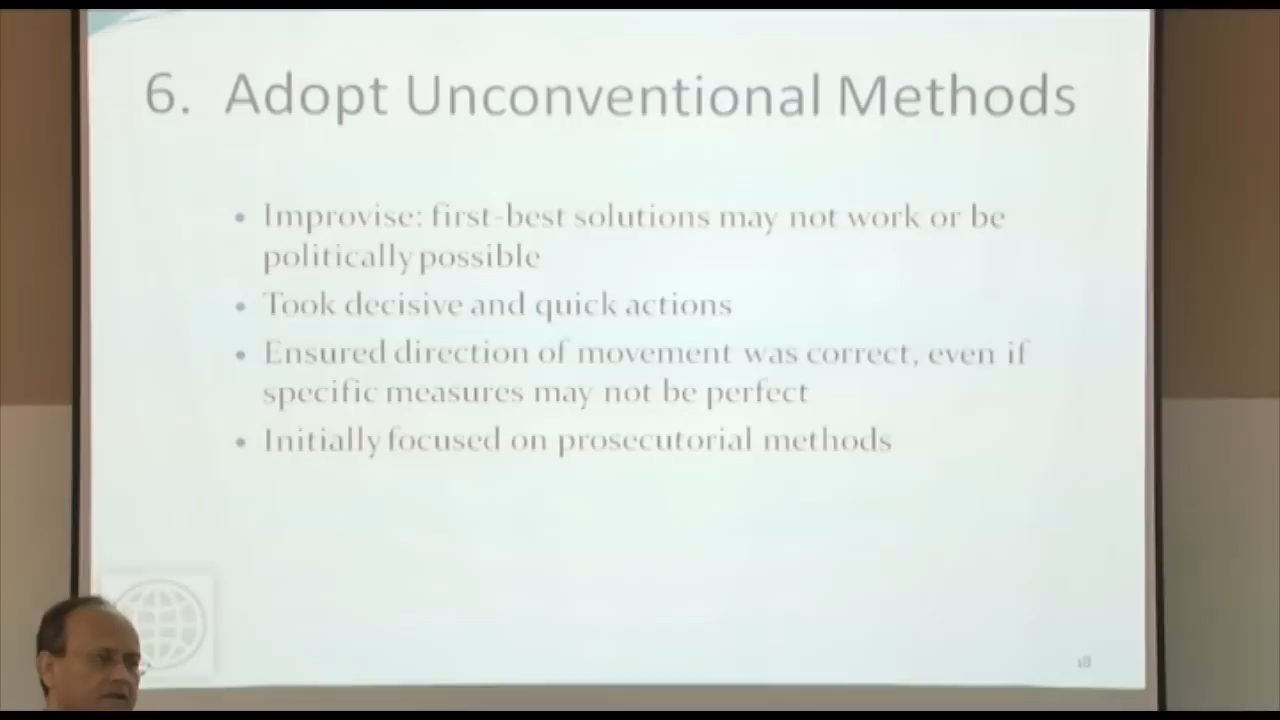 6. Adopt Unconventional Methods
• Improvise: first-best solutions may not work or be
politically possible
• Took decisive and quick actions
• Ensured direction of movement was correct, even if
specific measures may not be perfect
• Initially focused on prosecutorial methods
18